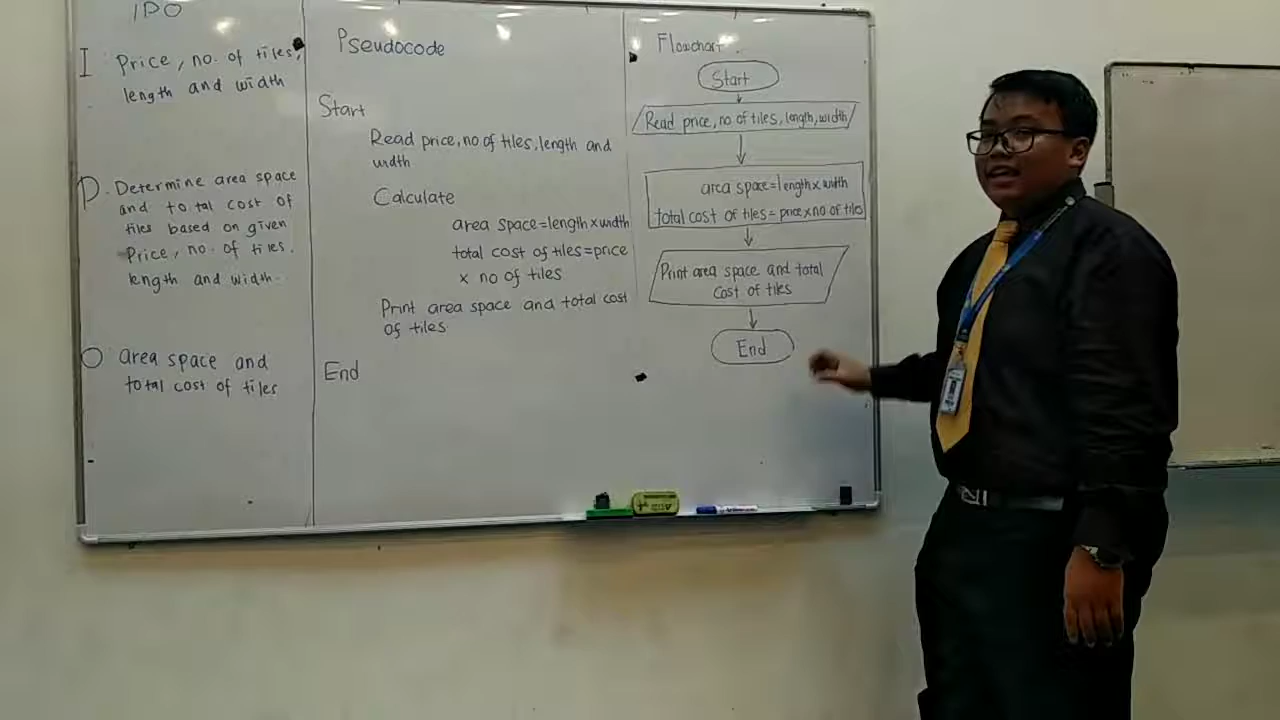 IPO
I Price, no. of tiles,
length and width
P. Determine area space
and total cost of
tiles based on given
Price, no. of tiles.
length and width.
O area space and
total cost of tiles
Pseudocode
Start
Read price, no of tiles, length and
width
Calculate
area space=length x width
total cost of tiles=price
x no of tiles
Print area space and total cost
of tiles
End
Flowchart
Start
Read price, no of tiles, length, width
area space=length x width
total cost of tiles = price x no of tiles
Print area space and total
cost of tiles
End